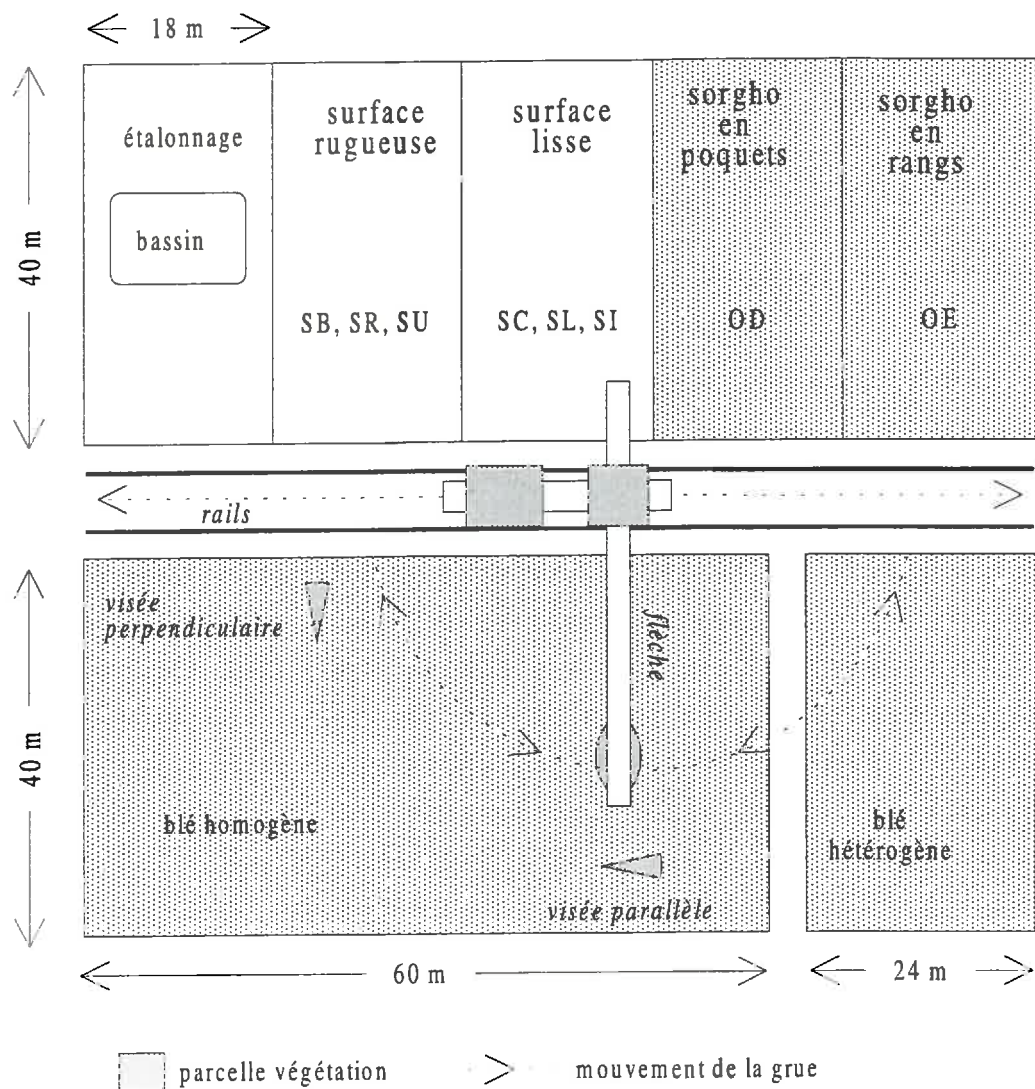 18 m
40 m
étalonnage
bassin
surface
rugueuse
SB, SR, SU
surface
lisse
SC, SL, SI
sorgho
en
poquets
OD
sorgho
en
rangs
OE
rails
40 m
visée
perpendiculaire
flèche
blé homogène
visée parallèle
blé
hétérogène
60 m
24 m
parcelle végétation
mouvement de la grue